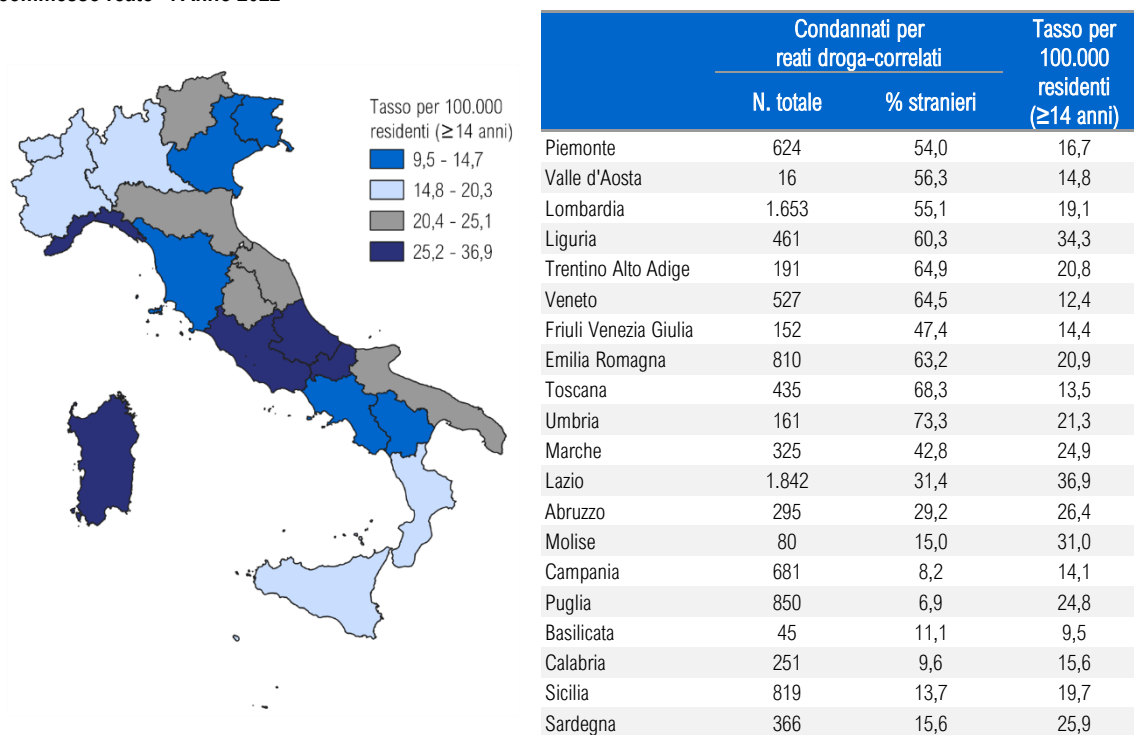 commesso reato
Anno 2022
Tasso per 100.000
residenti (≥14 anni)
9,5 - 14,7
14,8 - 20,3
20,4 - 25,1
25,2 - 36,9
Condannati per
reati droga-correlati
Tasso per
100.000
residenti
(≥14 anni)
N. totale % stranieri
Piemonte 624 54,0 16,7
Valle d'Aosta 16 56,3 14,8
Lombardia 1.653 55,1 19,1
Liguria 461 60,3 34,3
Trentino Alto Adige 191 64,9 20,8
Veneto 527 64,5 12,4
Friuli Venezia Giulia 152 47,4 14,4
Emilia Romagna 810 63,2 20,9
Toscana 435 68,3 13,5
Umbria 161 73,3 21,3
Marche 325 42,8 24,9
Lazio 1.842 31,4 36,9
Abruzzo 295 29,2 26,4
Molise 80 15,0 31,0
Campania 681 8,2 14,1
Puglia 850 6,9 24,8
Basilicata 45 11,1 9,5
Calabria 251 9,6 15,6
Sicilia 819 13,7 19,7
Sardegna 366 15,6 25,9